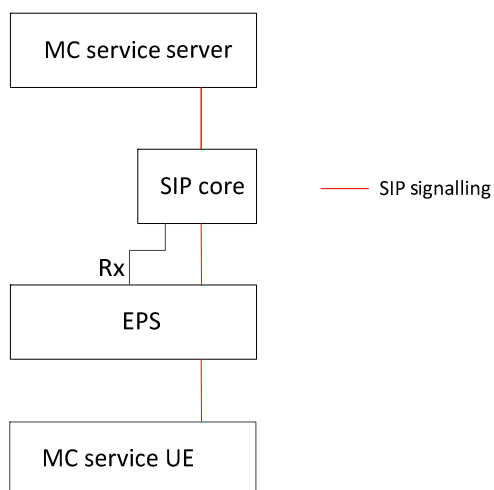 MC service server
SIP core
SIP signalling
Rx
EPS
MC service UE